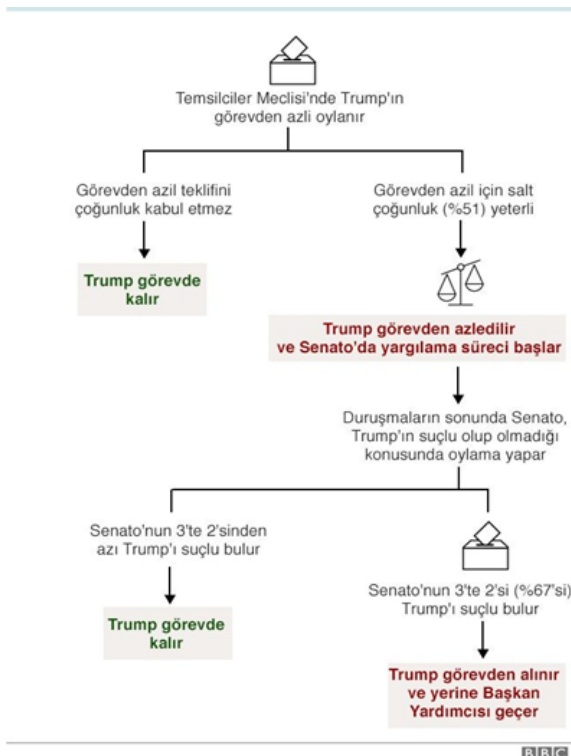 Temsilciler Meclisi'nde Trump'ın
görevden azli oylanır
Görevden azil teklifini
çoğunluk kabul etmez
Görevden azil için salt
çoğunluk (%51) yeterli
Trump görevde
kalır
Trump görevden azledilir
ve Senato'da yargılama süreci başlar
Duruşmaların sonunda Senato,
Trump'ın suçlu olup olmadığı
konusunda oylama yapar
Senato'nun 3'te 2'sinden
azı Trump'ı suçlu bulur
Senato'nun 3'te 2'si (%67'si)
Trump'ı suçlu bulur
Trump görevde
kalır
Trump görevden alınır
ve yerine Başkan
Yardımcısı geçer
BBC